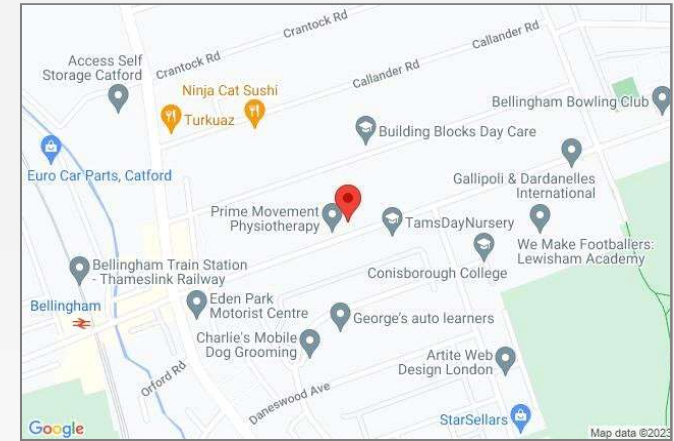 Crantock Rd
Crantock Rd
Callander Rd
Access Self
Storage Catford
Callander Rd
Ninja Cat Sushi
Turkuaz
Bellingham Bowling Club
Building Blocks Day Care
Euro Car Parts, Catford
Gallipoli & Dardanelles
International
Prime Movement
Physiotherapy
TamsDayNursery
We Make Footballers:
Lewisham Academy
Conisborough College
Bellingham Train Station
- Thameslink Railway
Bellingham
Eden Park
Motorist Centre
George's auto learners
Charlie's Mobile
Dog Grooming
Artite Web
Design London
Orford Rd
Daneswood Ave
StarSellars
Google
Map data ©2023